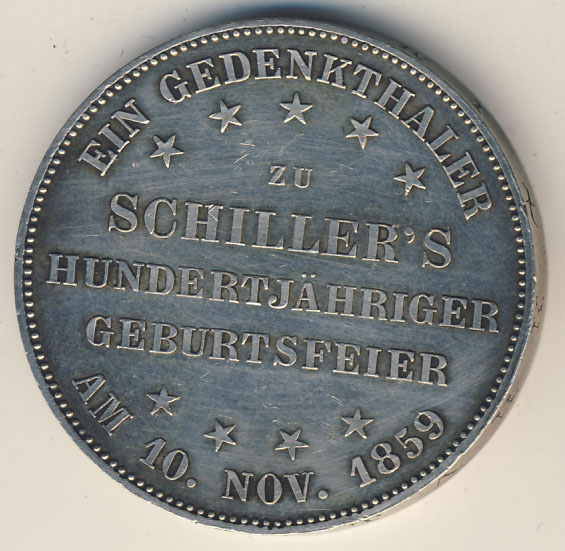 EIN GEDENKTHALER
ZU
SCHILLER'S
HUNDERTJÄHRIGER
GEBURTSFEIER
AM 10. NOV. 1859